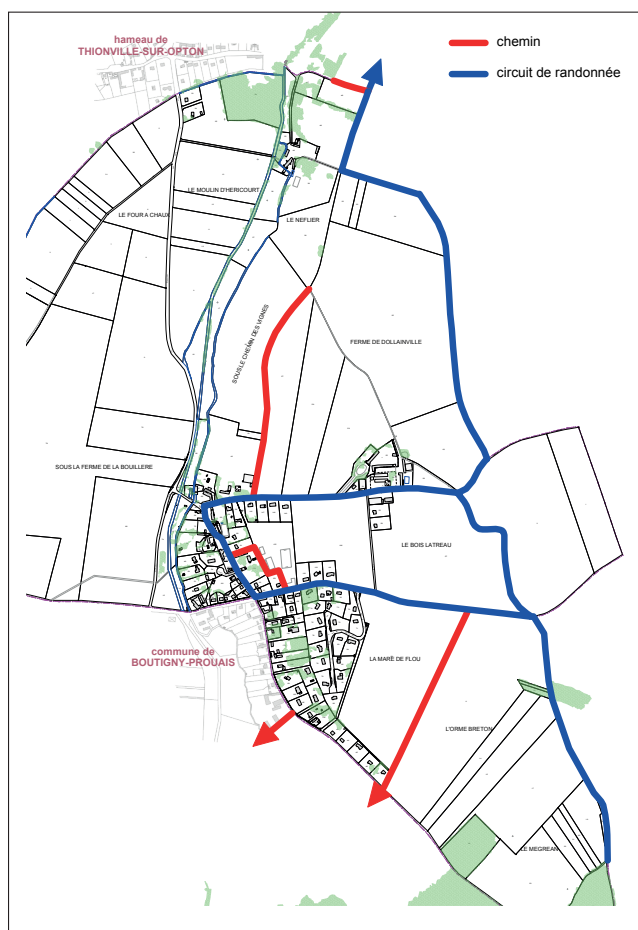 hameau de
THIONVILLE-SUR-OPTON
chemin
circuit de randonnée
LE MOULIN D'HERICOURT
LE FOUR A CHAUX
LE NEFLIER
SOUS LE CHEMIN DES VIGNES
FERME DE DOLLAINVILLE
SOUS LA FERME DE LA BOUILLERE
LE BOIS LATREAU
commune de
BOUTIGNY-PROUAIS
LA MARE DE FLOU
L'ORME BRETON
LE MEGREAN